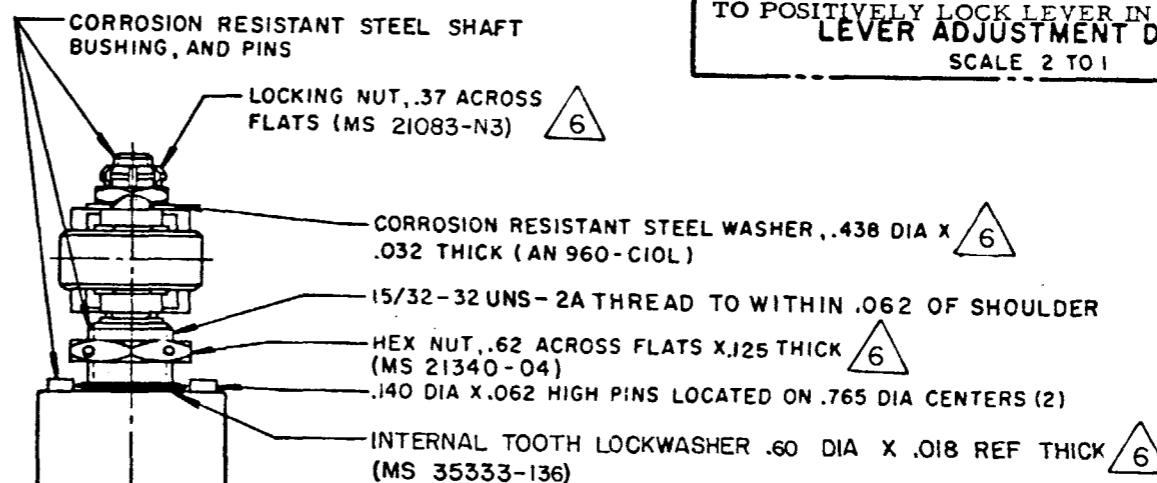 TO POSITIVELY LOCK LEVER IN
LEVER ADJUSTMENT D
SCALE 2 TO 1
CORROSION RESISTANT STEEL SHAFT
BUSHING, AND PINS
LOCKING NUT, .37 ACROSS
FLATS (MS 21083-N3) 6
CORROSION RESISTANT STEEL WASHER, .438 DIA X
.032 THICK (AN 960-C10L) 6
15/32-32 UNS-2A THREAD TO WITHIN .062 OF SHOULDER
HEX NUT, .62 ACROSS FLATS X .125 THICK 6
(MS 21340-04)
.140 DIA X .062 HIGH PINS LOCATED ON .765 DIA CENTERS (2)
INTERNAL TOOTH LOCKWASHER .60 DIA X .018 REF THICK 6
(MS 35333-136)